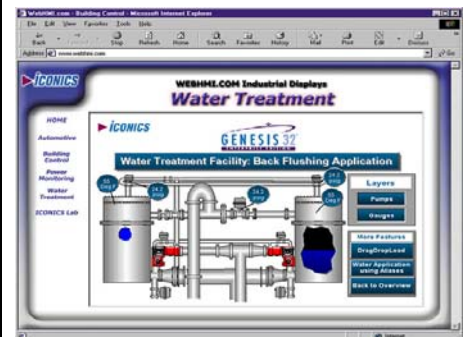 WebHMI.com - Building Control - Microsoft Internet Explorer
File Edit View Favorites Tools Help
Back Stop Refresh Home Search Favorites History Mail Print Edit Discuss
Address www.webhmi.com
ICONICS
WEBHMI.COM Industrial Displays
Water Treatment
HOME
Automotive
Building
Control
Power
Monitoring
Water
Treatment
ICONICS Lab
ICONICS
GENESIS 32
ENTERPRISE EDITION
Water Treatment Facility: Back Flushing Application
Layers
Pumps
Gauges
More Features
DragDropLoad
Water Application
using Aliases
Back to Overview
Internet